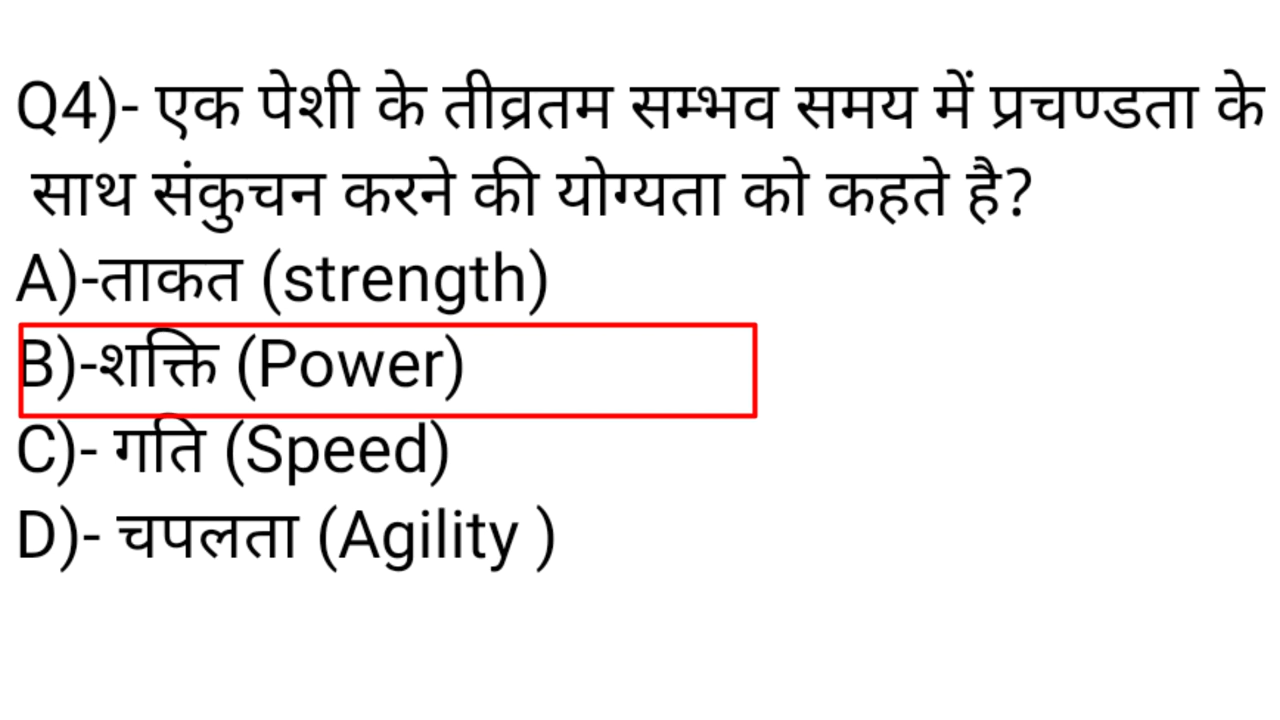 Q4)- एक पेशी के तीव्रतम सम्भव समय में प्रचण्डता के
साथ संकुचन करने की योग्यता को कहते है?
A)-ताकत (strength)
B)-शक्ति (Power)
C)- गति (Speed)
D)- चपलता (Agility )